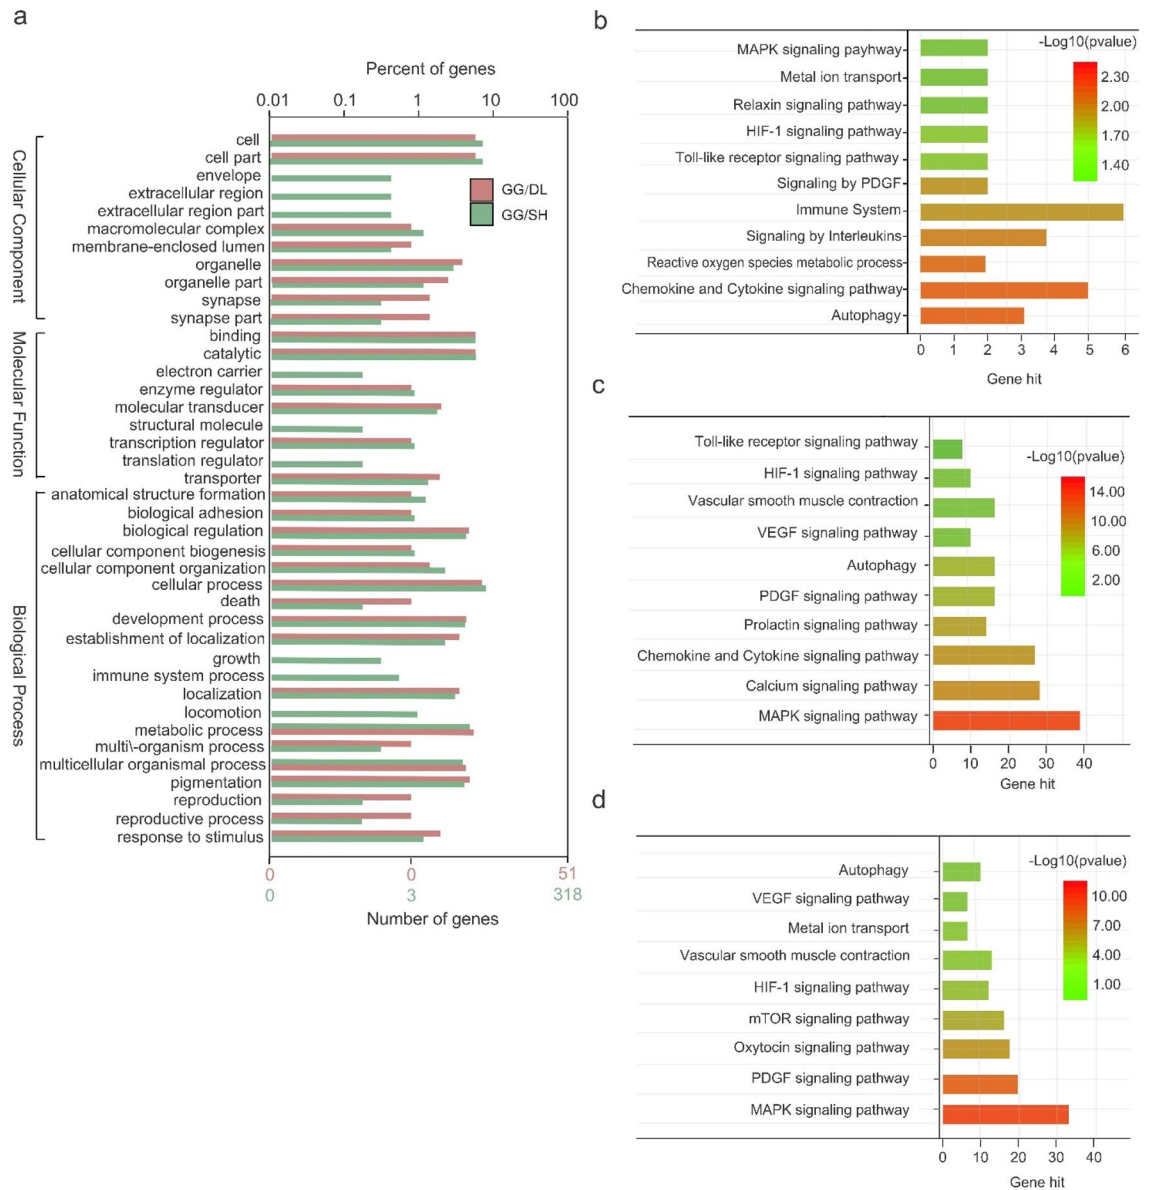 a
Percent of genes
0.01 0.1 1 10 100
Cellular Component
cell
cell part
envelope
extracellular region
extracellular region part
macromolecular complex
membrane-enclosed lumen
organelle
organelle part
synapse
synapse part
GG/DL
GG/SH
Molecular Function
binding
catalytic
electron carrier
enzyme regulator
molecular transducer
structural molecule
transcription regulator
translation regulator
transporter
Biological Process
anatomical structure formation
biological adhesion
biological regulation
cellular component biogenesis
cellular component organization
cellular process
death
development process
establishment of localization
growth
immune system process
localization
locomotion
metabolic process
multi\-organism process
multicellular organismal process
pigmentation
reproduction
reproductive process
response to stimulus
0 0 51
0 3 318
Number of genes
b
-Log10(pvalue)
2.30
2.00
1.70
1.40
MAPK signaling payhway
Metal ion transport
Relaxin signaling pathway
HIF-1 signaling pathway
Toll-like receptor signaling pathway
Signaling by PDGF
Immune System
Signaling by Interleukins
Reactive oxygen species metabolic process
Chemokine and Cytokine signaling pathway
Autophagy
0 1 2 3 4 5 6
Gene hit
c
-Log10(pvalue)
14.00
10.00
6.00
2.00
Toll-like receptor signaling pathway
HIF-1 signaling pathway
Vascular smooth muscle contraction
VEGF signaling pathway
Autophagy
PDGF signaling pathway
Prolactin signaling pathway
Chemokine and Cytokine signaling pathway
Calcium signaling pathway
MAPK signaling pathway
0 10 20 30 40
Gene hit
d
-Log10(pvalue)
10.00
7.00
4.00
1.00
Autophagy
VEGF signaling pathway
Metal ion transport
Vascular smooth muscle contraction
HIF-1 signaling pathway
mTOR signaling pathway
Oxytocin signaling pathway
PDGF signaling pathway
MAPK signaling pathway
0 10 20 30 40
Gene hit